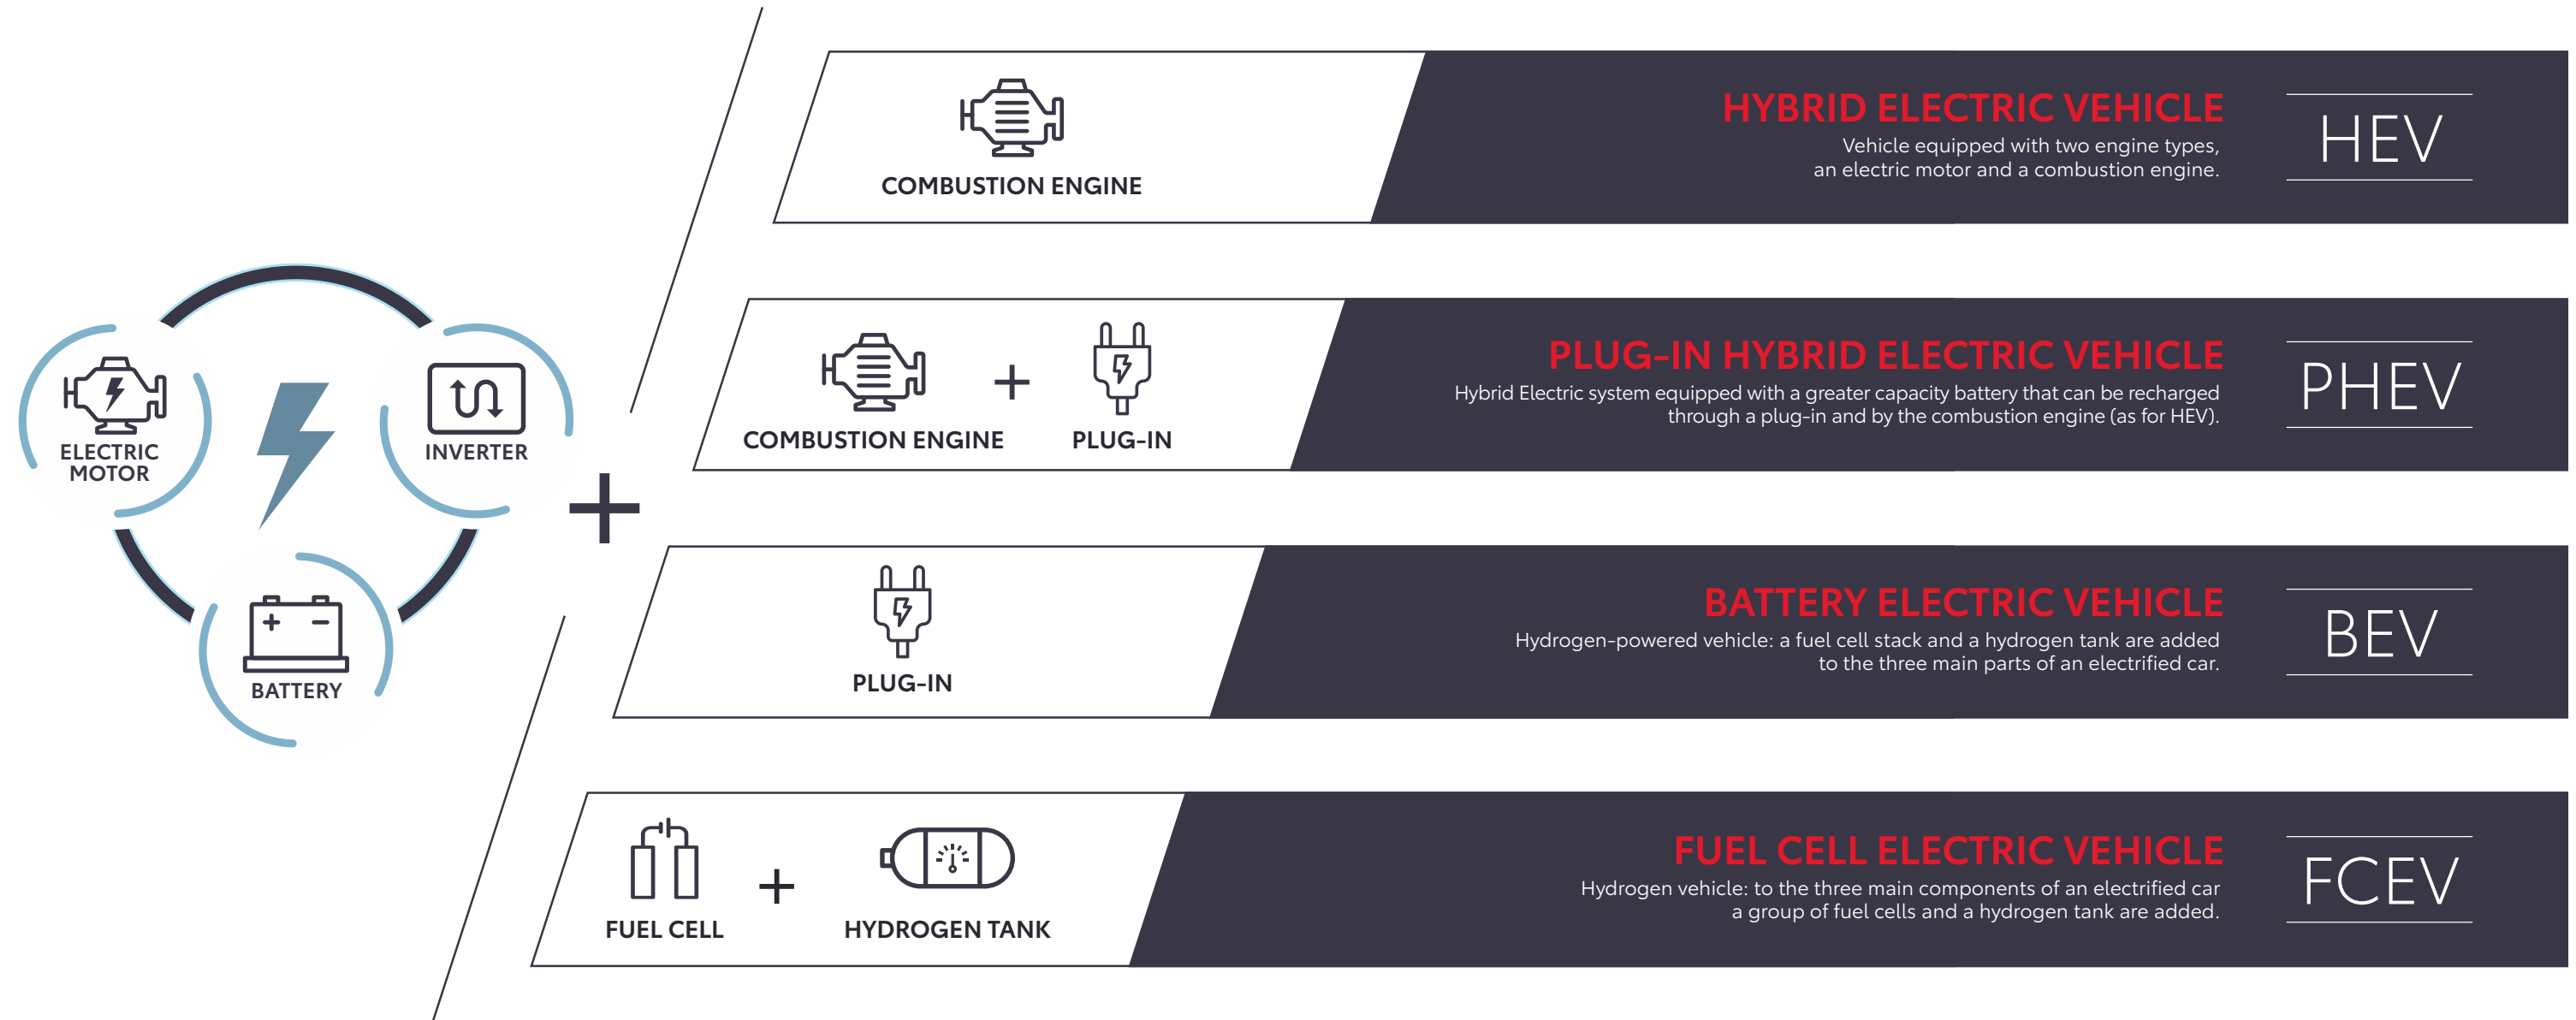 ELECTRIC
MOTOR
INVERTER
BATTERY
COMBUSTION ENGINE
HYBRID ELECTRIC VEHICLE
Vehicle equipped with two engine types,
an electric motor and a combustion engine.
HEV
COMBUSTION ENGINE
PLUG-IN
PLUG-IN HYBRID ELECTRIC VEHICLE
Hybrid Electric system equipped with a greater capacity battery that can be recharged
through a plug-in and by the combustion engine (as for HEV).
PHEV
PLUG-IN
BATTERY ELECTRIC VEHICLE
Hydrogen-powered vehicle: a fuel cell stack and a hydrogen tank are added
to the three main parts of an electrified car.
BEV
FUEL CELL
HYDROGEN TANK
FUEL CELL ELECTRIC VEHICLE
Hydrogen vehicle: to the three main components of an electrified car
a group of fuel cells and a hydrogen tank are added.
FCEV